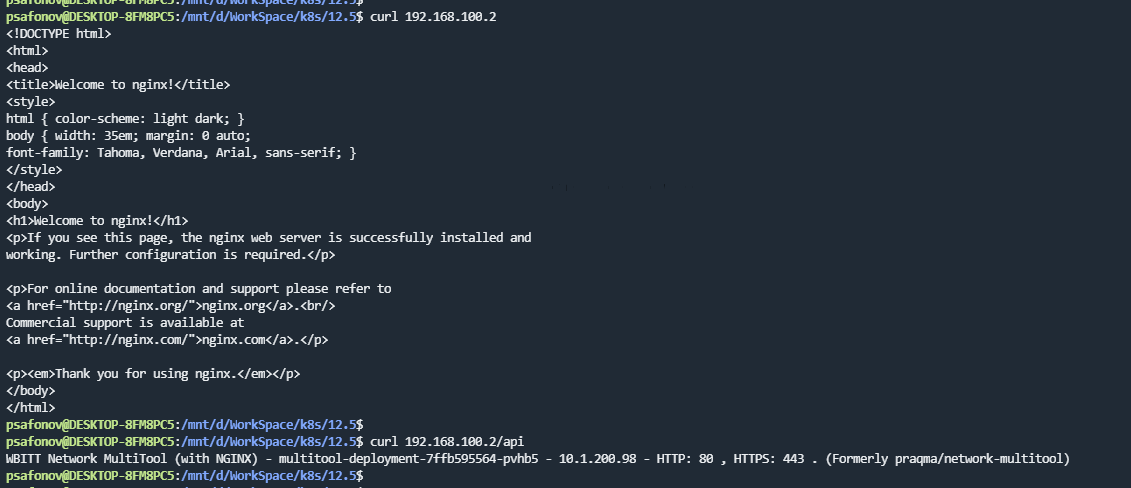 psafonov@DESKTOP-8FM8PC5:/mnt/d/WorkSpace/k8s/12.5$
psafonov@DESKTOP-8FM8PC5:/mnt/d/WorkSpace/k8s/12.5$ curl 192.168.100.2
<!DOCTYPE html>
<html>
<head>
<title>Welcome to nginx!</title>
<style>
html { color-scheme: light dark; }
body { width: 35em; margin: 0 auto;
font-family: Tahoma, Verdana, Arial, sans-serif; }
</style>
</head>
<body>
<h1>Welcome to nginx!</h1>
<p>If you see this page, the nginx web server is successfully installed and
working. Further configuration is required.</p>

<p>For online documentation and support please refer to
<a href="http://nginx.org/">nginx.org</a>.<br/>
Commercial support is available at
<a href="http://nginx.com/">nginx.com</a>.</p>

<p><em>Thank you for using nginx.</em></p>
</body>
</html>
psafonov@DESKTOP-8FM8PC5:/mnt/d/WorkSpace/k8s/12.5$
psafonov@DESKTOP-8FM8PC5:/mnt/d/WorkSpace/k8s/12.5$ curl 192.168.100.2/api
WBITT Network MultiTool (with NGINX) - multitool-deployment-7ffb595564-pvhb5 - 10.1.200.98 - HTTP: 80 , HTTPS: 443 . (Formerly praqma/network-multitool)
psafonov@DESKTOP-8FM8PC5:/mnt/d/WorkSpace/k8s/12.5$